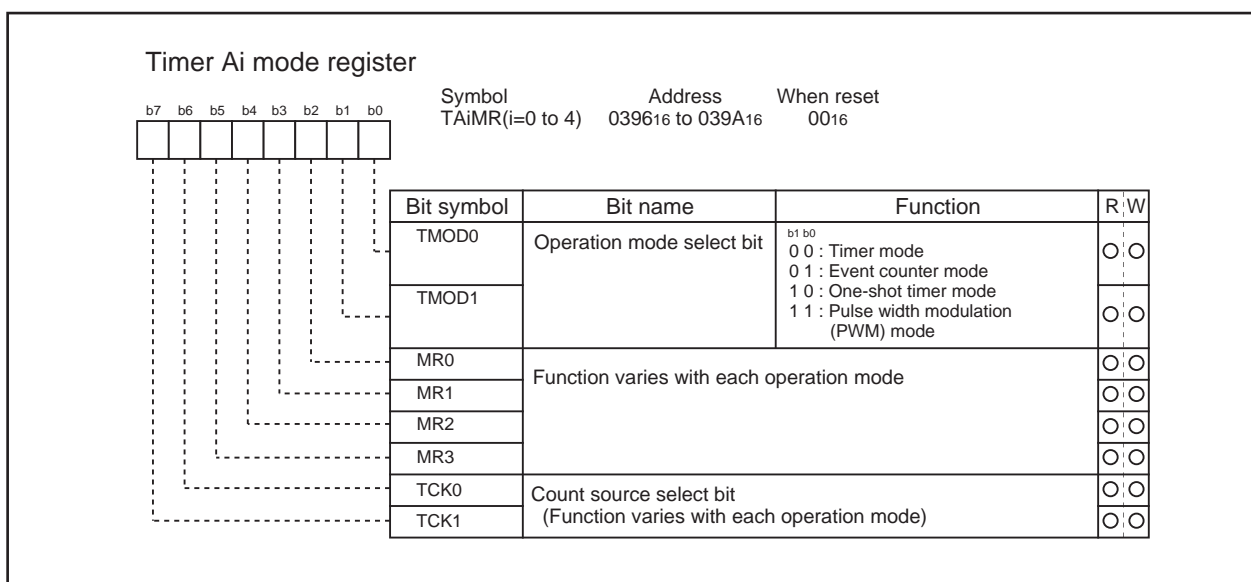 Timer Ai mode register
Symbol Address When reset
TAiMR(i=0 to 4) 039616 to 039A16 0016
b7 b6 b5 b4 b3 b2 b1 b0
Bit symbol Bit name Function R W
TMOD0 Operation mode select bit b1 b0
0 0 : Timer mode
0 1 : Event counter mode
TMOD1 1 0 : One-shot timer mode
1 1 : Pulse width modulation
(PWM) mode
MR0 Function varies with each operation mode
MR1
MR2
MR3
TCK0 Count source select bit
TCK1 (Function varies with each operation mode)